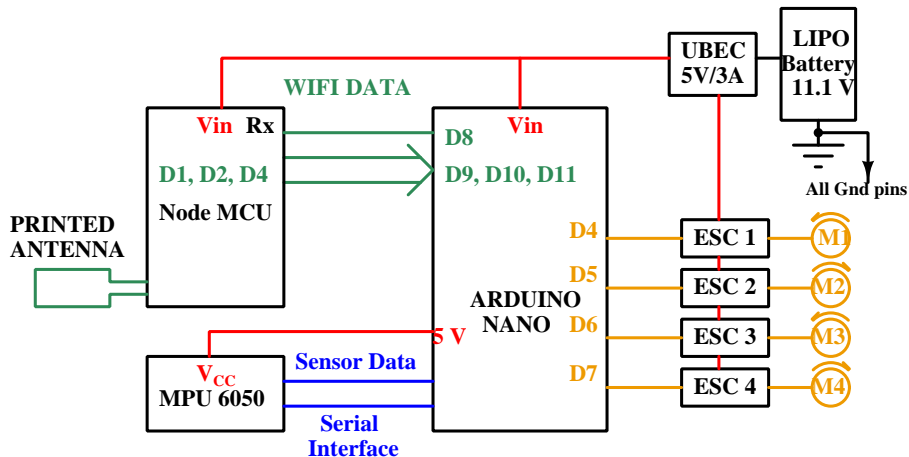 UBEC
5V/3A
LIPO
Battery
11.1 V
WIFI DATA
Vin
Rx
D8
Vin
D1, D2, D4
D9, D10, D11
Node MCU
All Gnd pins
PRINTED
ANTENNA
D4
ESC 1
M1
D5
ESC 2
M2
ARDUINO
NANO
D6
ESC 3
M3
5 V
Sensor Data
D7
ESC 4
M4
VCC
MPU 6050
Serial
Interface